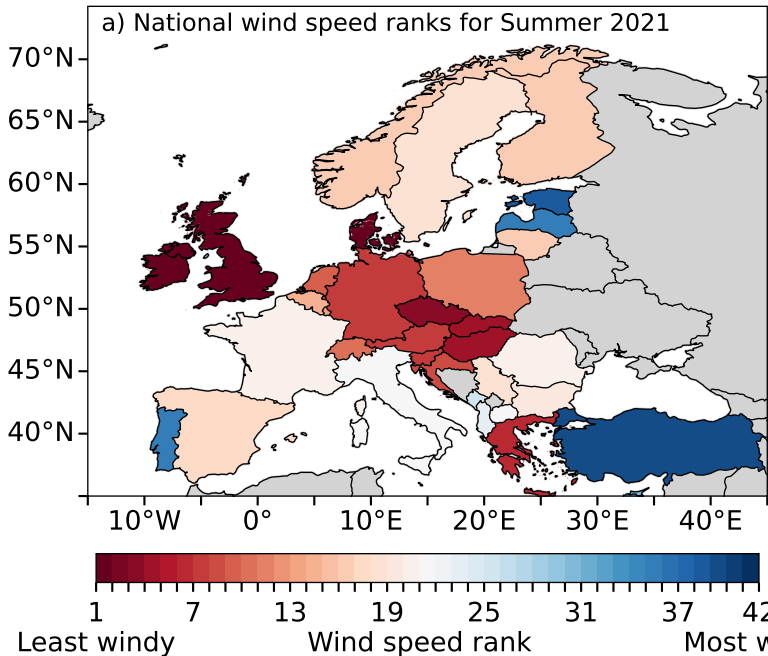 a) National wind speed ranks for Summer 2021
70°N
65°N
60°N
55°N
50°N
45°N
40°N
10°W 0° 10°E 20°E 30°E 40°E
1 7 13 19 25 31 37 42
Least windy Wind speed rank Most w